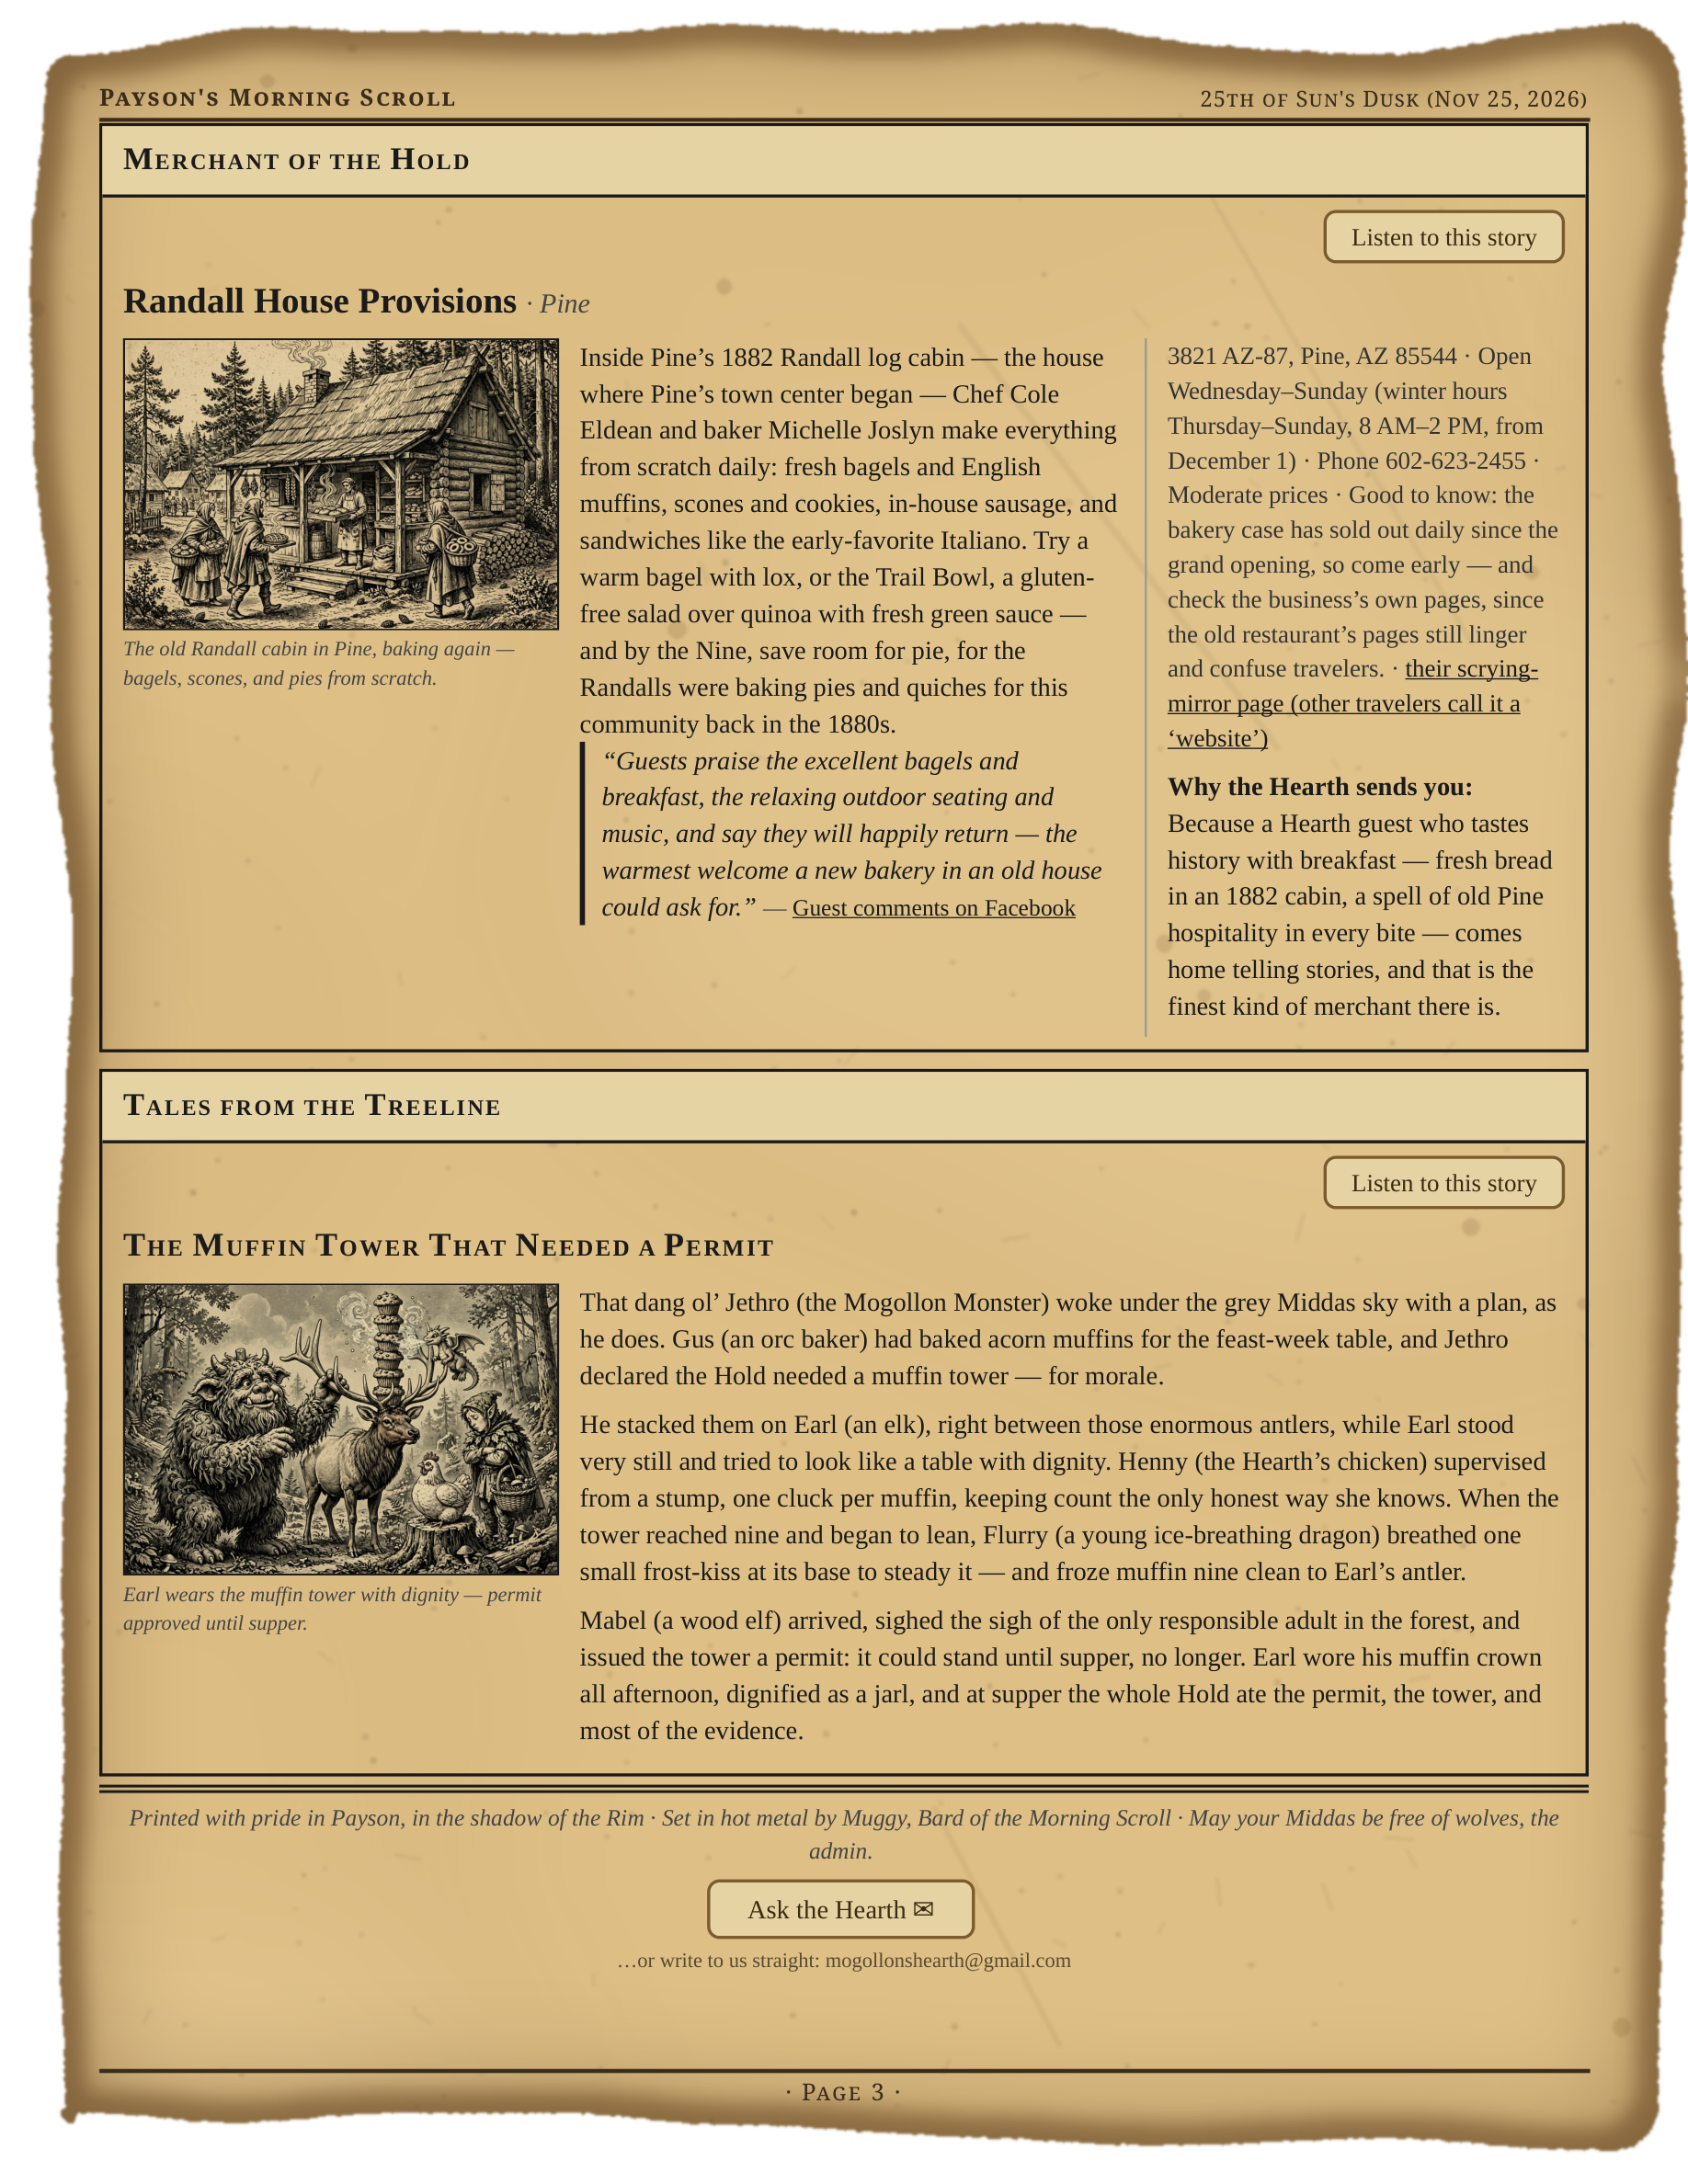 Payson's Morning Scroll
25th of Sun's Dusk (Nov 25, 2026)
Merchant of the Hold
Listen to this story
Randall House Provisions · Pine
The old Randall cabin in Pine, baking again —
bagels, scones, and pies from scratch.
Inside Pine’s 1882 Randall log cabin — the house
where Pine’s town center began — Chef Cole
Eldean and baker Michelle Joslyn make everything
from scratch daily: fresh bagels and English
muffins, scones and cookies, in-house sausage, and
sandwiches like the early-favorite Italiano. Try a
warm bagel with lox, or the Trail Bowl, a gluten-
free salad over quinoa with fresh green sauce —
and by the Nine, save room for pie, for the
Randalls were baking pies and quiches for this
community back in the 1880s.
“Guests praise the excellent bagels and
breakfast, the relaxing outdoor seating and
music, and say they will happily return — the
warmest welcome a new bakery in an old house
could ask for.” — Guest comments on Facebook
3821 AZ-87, Pine, AZ 85544 · Open
Wednesday–Sunday (winter hours
Thursday–Sunday, 8 AM–2 PM, from
December 1) · Phone 602-623-2455 ·
Moderate prices · Good to know: the
bakery case has sold out daily since the
grand opening, so come early — and
check the business’s own pages, since
the old restaurant’s pages still linger
and confuse travelers. · their scrying-
mirror page (other travelers call it a
‘website’)
Why the Hearth sends you:
Because a Hearth guest who tastes
history with breakfast — fresh bread
in an 1882 cabin, a spell of old Pine
hospitality in every bite — comes
home telling stories, and that is the
finest kind of merchant there is.
Tales from the Treeline
Listen to this story
The Muffin Tower That Needed a Permit
Earl wears the muffin tower with dignity — permit
approved until supper.
That dang ol’ Jethro (the Mogollon Monster) woke under the grey Middas sky with a plan, as
he does. Gus (an orc baker) had baked acorn muffins for the feast-week table, and Jethro
declared the Hold needed a muffin tower — for morale.
He stacked them on Earl (an elk), right between those enormous antlers, while Earl stood
very still and tried to look like a table with dignity. Henny (the Hearth’s chicken) supervised
from a stump, one cluck per muffin, keeping count the only honest way she knows. When the
tower reached nine and began to lean, Flurry (a young ice-breathing dragon) breathed one
small frost-kiss at its base to steady it — and froze muffin nine clean to Earl’s antler.
Mabel (a wood elf) arrived, sighed the sigh of the only responsible adult in the forest, and
issued the tower a permit: it could stand until supper, no longer. Earl wore his muffin crown
all afternoon, dignified as a jarl, and at supper the whole Hold ate the permit, the tower, and
most of the evidence.
Printed with pride in Payson, in the shadow of the Rim · Set in hot metal by Muggy, Bard of the Morning Scroll · May your Middas be free of wolves, the
admin.
Ask the Hearth ✉
…or write to us straight: mogollonshearth@gmail.com
· Page 3 ·